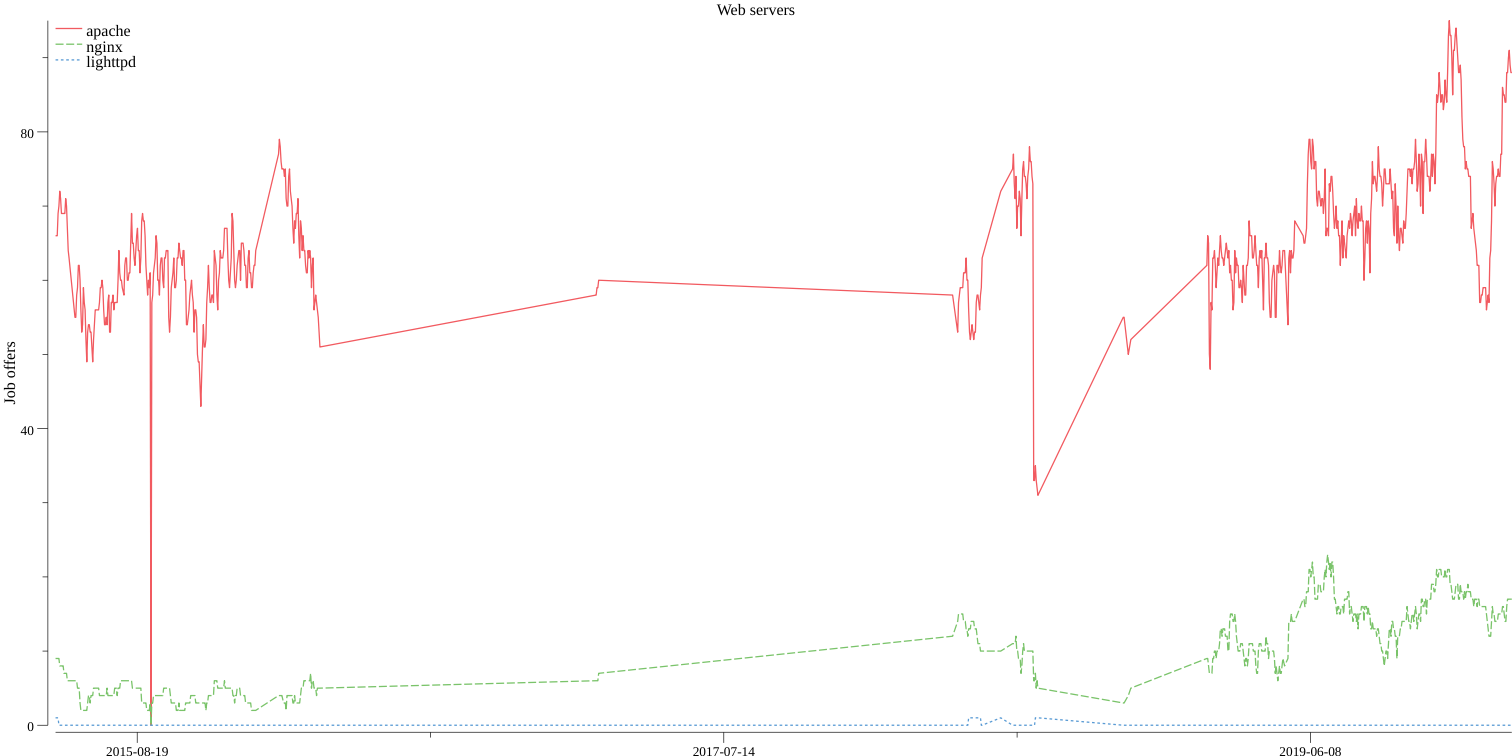 Web servers
apache
nginx
lighttpd
80
40
0
Job offers
2015-08-19
2017-07-14
2019-06-08